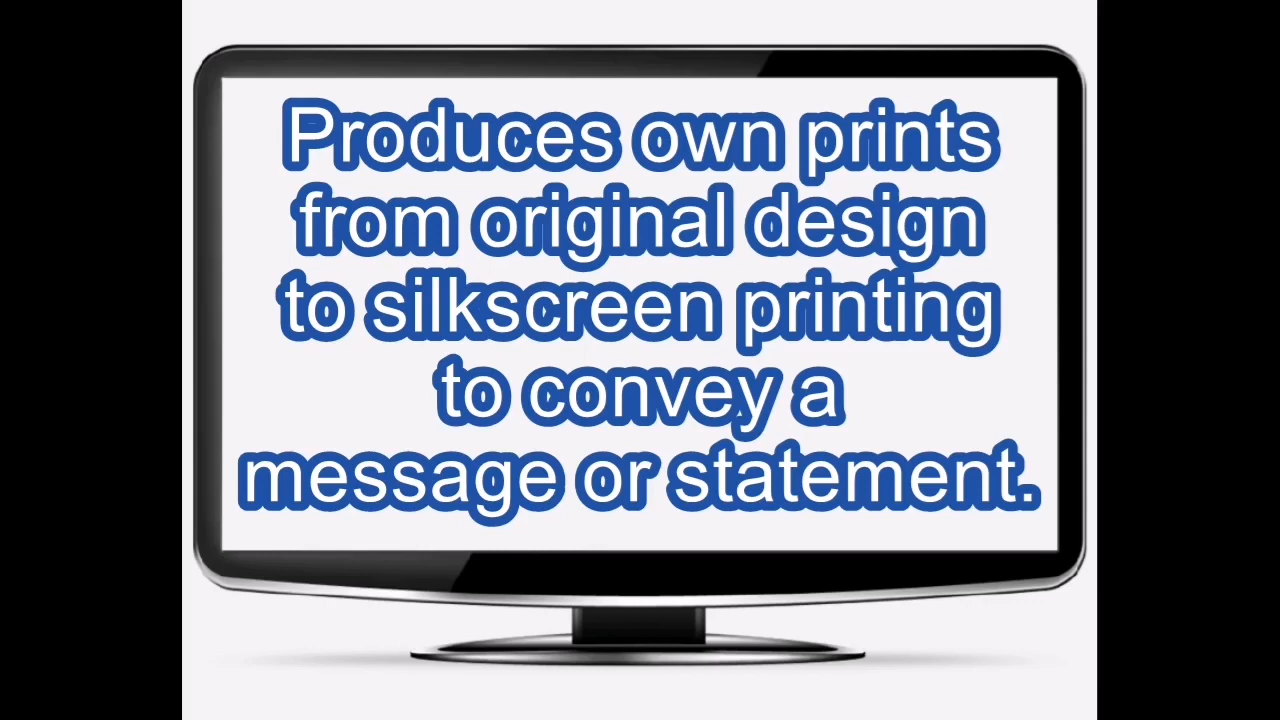 Produces own prints
from original design
to silkscreen printing
to convey a
message or statement.